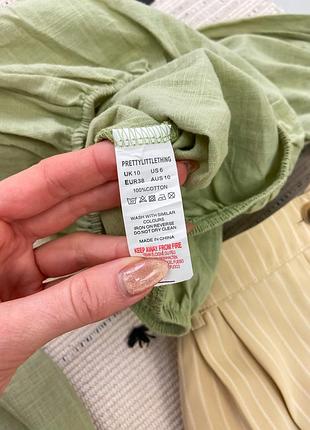 PRETTYLITTLETHING
UK 10 US 6
EUR38 AUS 10
100%COTTON
WASH WITH SIMILAR
COLOURS
IRON ON REVERSE
DO NOT DRY CLEAN
MADE IN CHINA
KEEP AWAY FROM FIRE